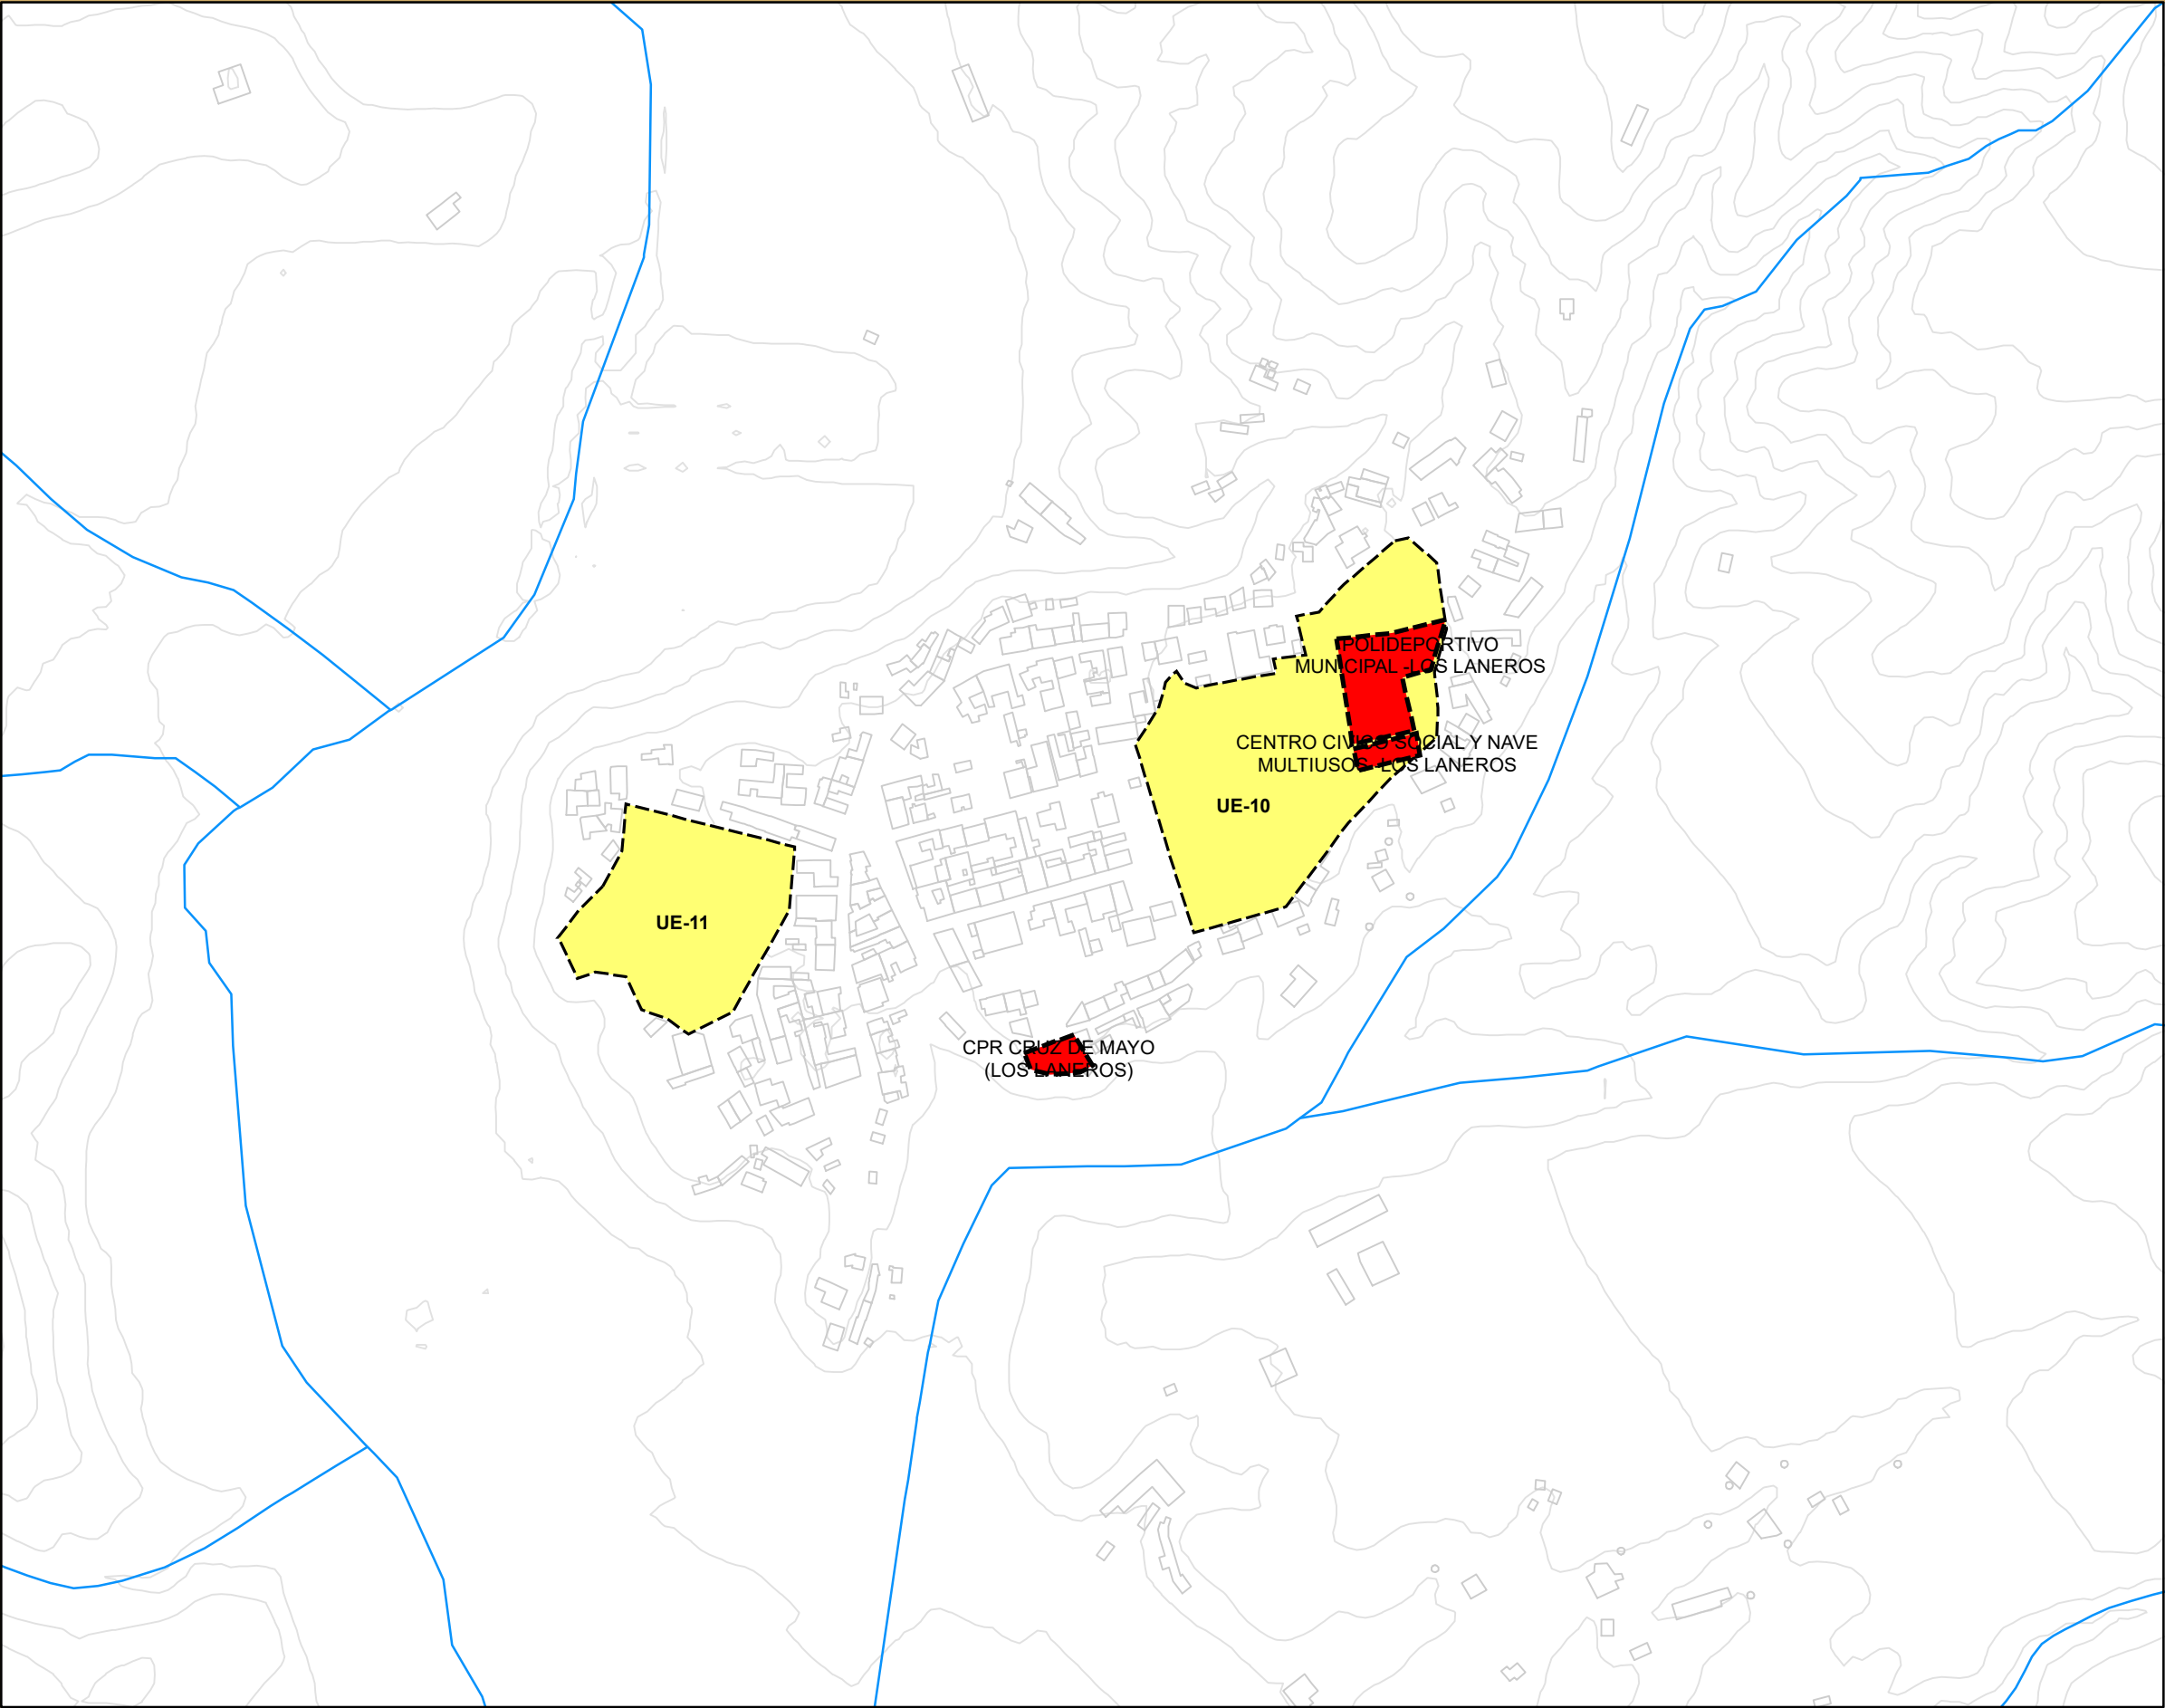 POLIDEPORTIVO
MUNICIPAL -LOS LANEROS
CENTRO CIVICO SOCIAL Y NAVE
MULTIUSOS- LOS LANEROS
UE-10
UE-11
CPR CRUZ DE MAYO
(LOS LANEROS)